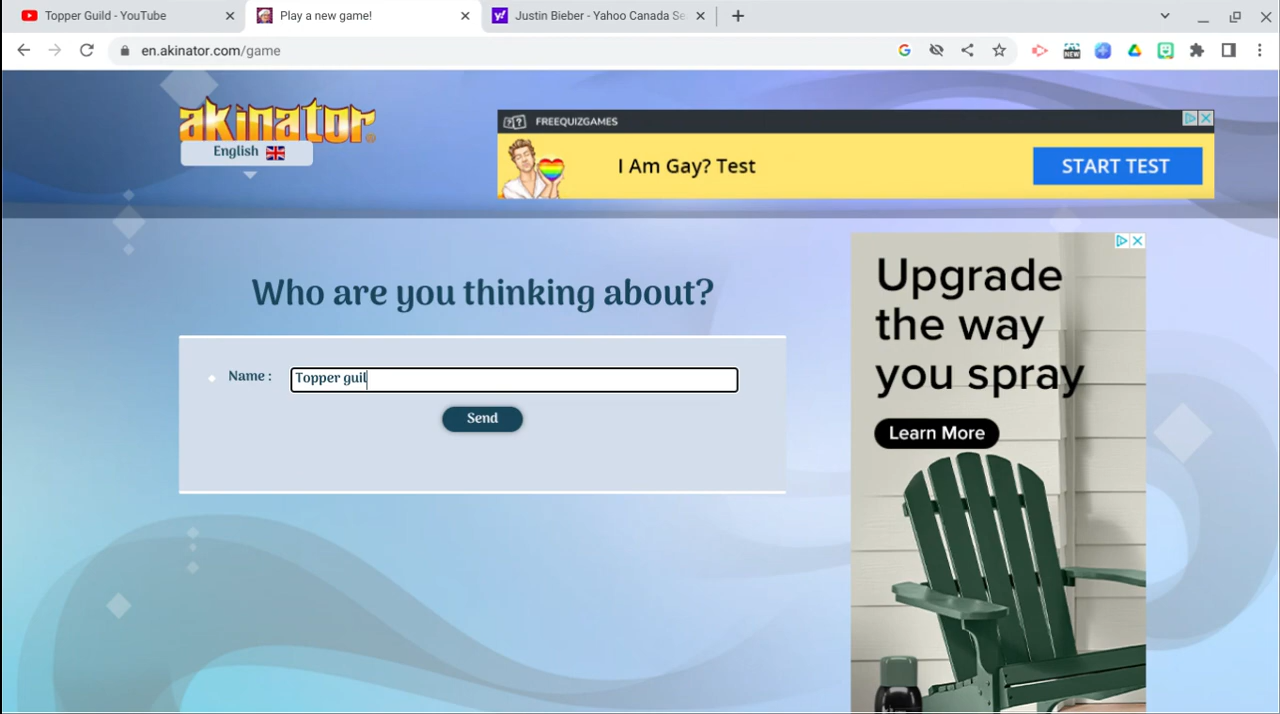 Topper Guild - YouTube
Play a new game!
Justin Bieber - Yahoo Canada Se
en.akinator.com/game
NEW
akinator
English
FREEQUIZGAMES
I Am Gay? Test
START TEST
Who are you thinking about?
Name :
Topper guil
Send
Upgrade
the way
you spray
Learn More